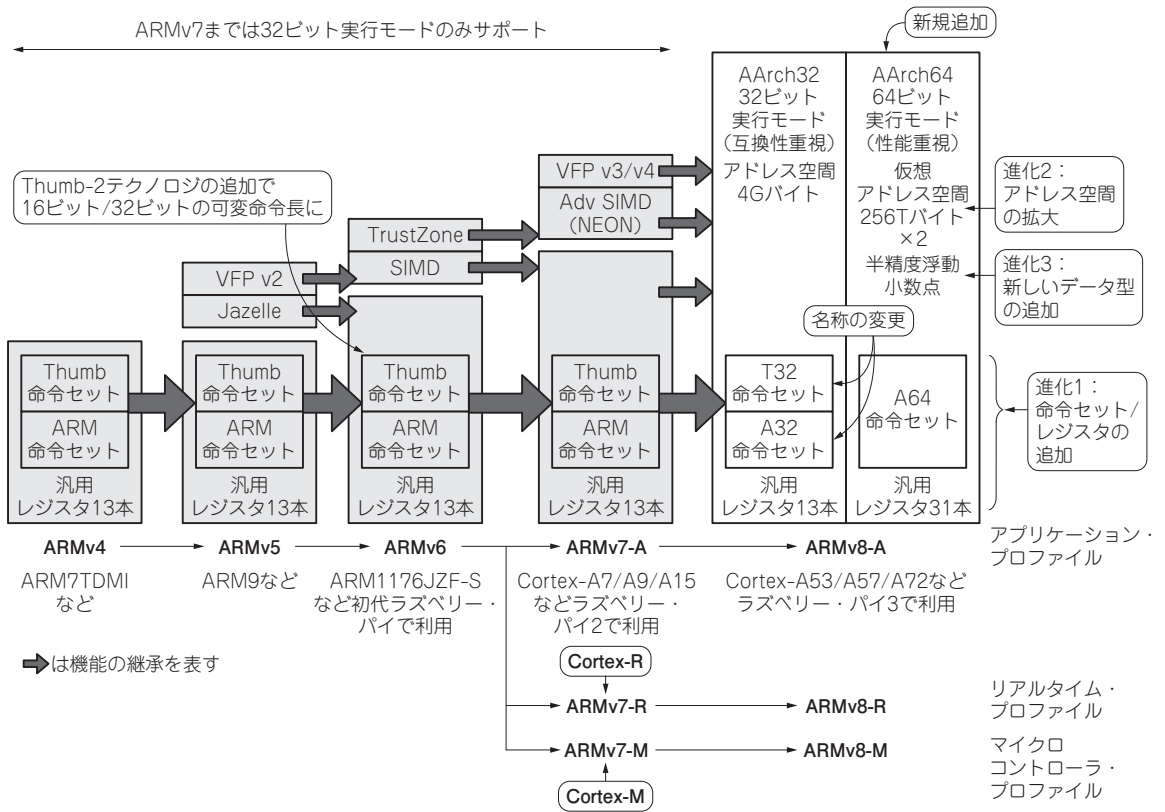 ARMv7までは32ビット実行モードのみサポート
新規追加
AArch32
32ビット
実行モード
(互換性重視)
アドレス空間
4Gバイト
AArch64
64ビット
実行モード
(性能重視)
仮想
アドレス空間
256Tバイト
×2
半精度浮動
小数点
進化2:
アドレス空間
の拡大
進化3:
新しいデータ型
の追加
Thumb-2テクノロジの追加で
16ビット/32ビットの可変命令長に
VFP v3/v4
Adv SIMD
(NEON)
TrustZone
SIMD
VFP v2
Jazelle
名称の変更
Thumb
命令セット
ARM
命令セット
汎用
レジスタ13本
Thumb
命令セット
ARM
命令セット
汎用
レジスタ13本
Thumb
命令セット
ARM
命令セット
汎用
レジスタ13本
Thumb
命令セット
ARM
命令セット
汎用
レジスタ13本
T32
命令セット
A32
命令セット
汎用
レジスタ13本
A64
命令セット
汎用
レジスタ31本
進化1:
命令セット/
レジスタの
追加
ARMv4
ARMv5
ARMv6
ARMv7-A
ARMv8-A
アプリケーション・
プロファイル
ARM7TDMI
など
ARM9など
ARM1176JZF-S
など初代ラズベリー・
パイで利用
Cortex-A7/A9/A15
などラズベリー・
パイ2で利用
Cortex-A53/A57/A72など
ラズベリー・パイ3で利用
は機能の継承を表す
Cortex-R
ARMv7-R
ARMv8-R
リアルタイム・
プロファイル
ARMv7-M
ARMv8-M
マイクロ
コントローラ・
プロファイル
Cortex-M